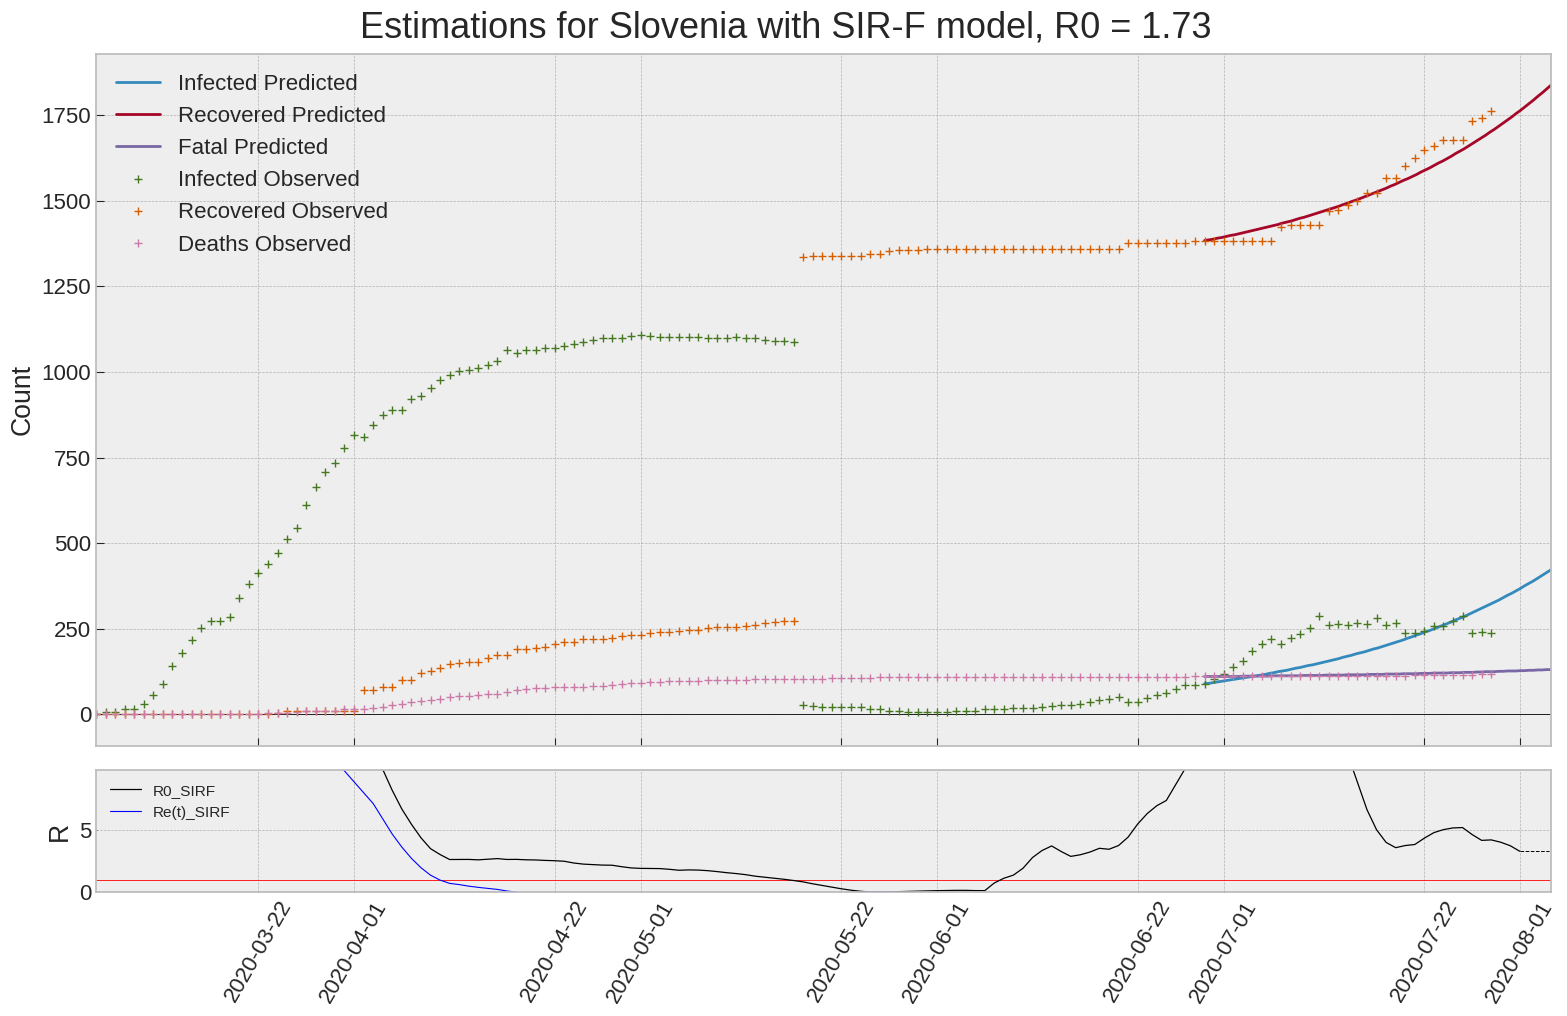 Estimations for Slovenia with SIR-F model, R0 = 1.73
Infected Predicted
Recovered Predicted
Fatal Predicted
Infected Observed
Recovered Observed
Deaths Observed
Count
1750
1500
1250
1000
750
500
250
0
R0_SIRF
Re(t)_SIRF
R
5
0
2020-03-22
2020-04-01
2020-04-22
2020-05-01
2020-05-22
2020-06-01
2020-06-22
2020-07-01
2020-07-22
2020-08-01